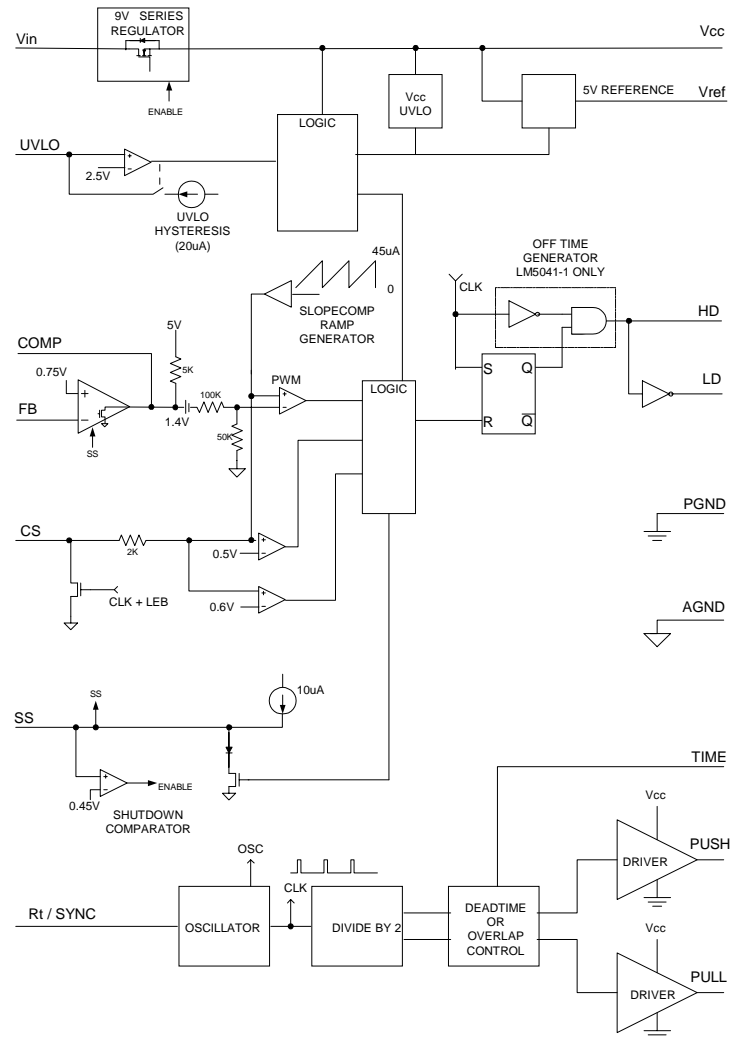 9V SERIES
REGULATOR
Vin
Vcc
ENABLE
Vcc
UVLO
5V REFERENCE
Vref
LOGIC
UVLO
+
−
2.5V
UVLO
HYSTERESIS
(20uA)
45uA
0
SLOPECOMP
RAMP
GENERATOR
OFF TIME
GENERATOR
LM5041-1 ONLY
CLK
HD
5V
5K
COMP
0.75V
+
−
FB
SS
1.4V
100K
50K
PWM
+
−
LOGIC
S
Q
R
Q
LD
CS
2K
+
−
0.5V
+
−
0.6V
CLK + LEB
PGND
AGND
SS
SS
10uA
+
−
0.45V
ENABLE
SHUTDOWN
COMPARATOR
TIME
OSC
CLK
Vcc
PUSH
DRIVER
Rt / SYNC
OSCILLATOR
DIVIDE BY 2
DEADTIME
OR
OVERLAP
CONTROL
Vcc
PULL
DRIVER